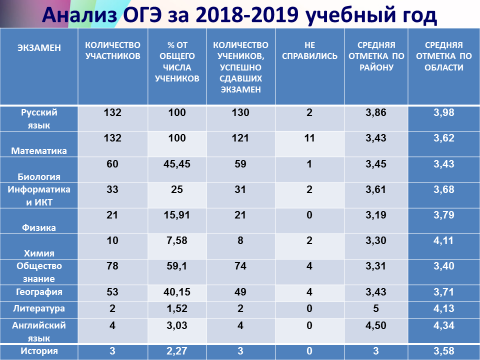 Анализ ОГЭ за 2018-2019 учебный год
ЭКЗАМЕН
КОЛИЧЕСТВО
УЧАСТНИКОВ
% ОТ
ОБЩЕГО
ЧИСЛА
УЧЕНИКОВ
КОЛИЧЕСТВО
УЧЕНИКОВ,
УСПЕШНО
СДАВШИХ
ЭКЗАМЕН
НЕ
СПРАВИЛИСЬ
СРЕДНЯЯ
ОТМЕТКА ПО
РАЙОНУ
СРЕДНЯЯ
ОТМЕТКА ПО
ОБЛАСТИ
Русский
язык
132 100 130 2 3,86 3,98
Математика
132 100 121 11 3,43 3,62
Биология
60 45,45 59 1 3,45 3,43
Информатика
и ИКТ
33 25 31 2 3,61 3,68
Физика
21 15,91 21 0 3,19 3,79
Химия
10 7,58 8 2 3,30 4,11
Общество
знание
78 59,1 74 4 3,31 3,40
География 53 40,15 49 4 3,43 3,71
Литература 2 1,52 2 0 5 4,13
Английский
язык
4 3,03 4 0 4,50 4,34
История 3 2,27 3 0 3 3,58